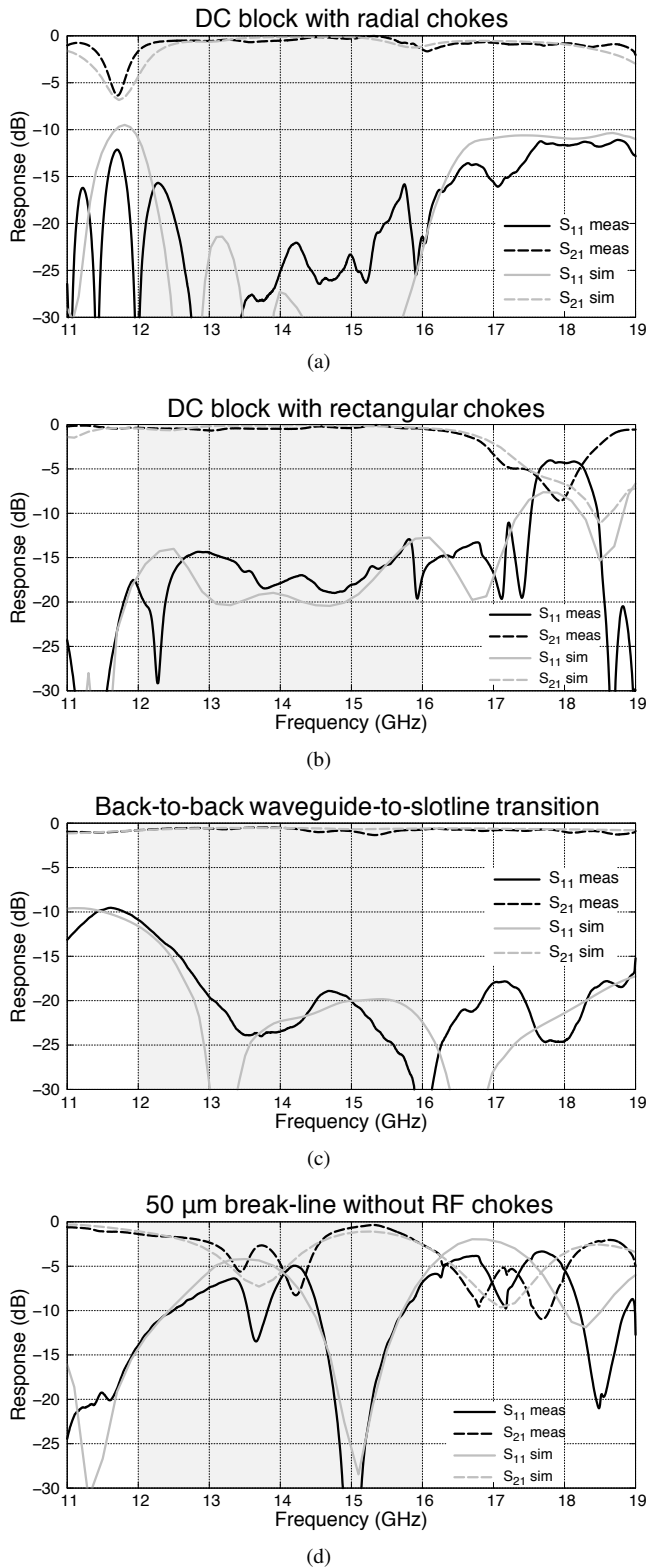 DC block with radial chokes
Response (dB)
0
−5
−10
−15
−20
−25
−30
S11 meas
S21 meas
S11 sim
S21 sim
11 12 13 14 15 16 17 18 19
(a)
DC block with rectangular chokes
Response (dB)
0
−5
−10
−15
−20
−25
−30
S11 meas
S21 meas
S11 sim
S21 sim
11 12 13 14 15 16 17 18 19
Frequency (GHz)
(b)
Back-to-back waveguide-to-slotline transition
Response (dB)
0
−5
−10
−15
−20
−25
−30
S11 meas
S21 meas
S11 sim
S21 sim
11 12 13 14 15 16 17 18 19
Frequency (GHz)
(c)
50 μm break-line without RF chokes
Response (dB)
0
−5
−10
−15
−20
−25
−30
S11 meas
S21 meas
S11 sim
S21 sim
11 12 13 14 15 16 17 18 19
Frequency (GHz)
(d)